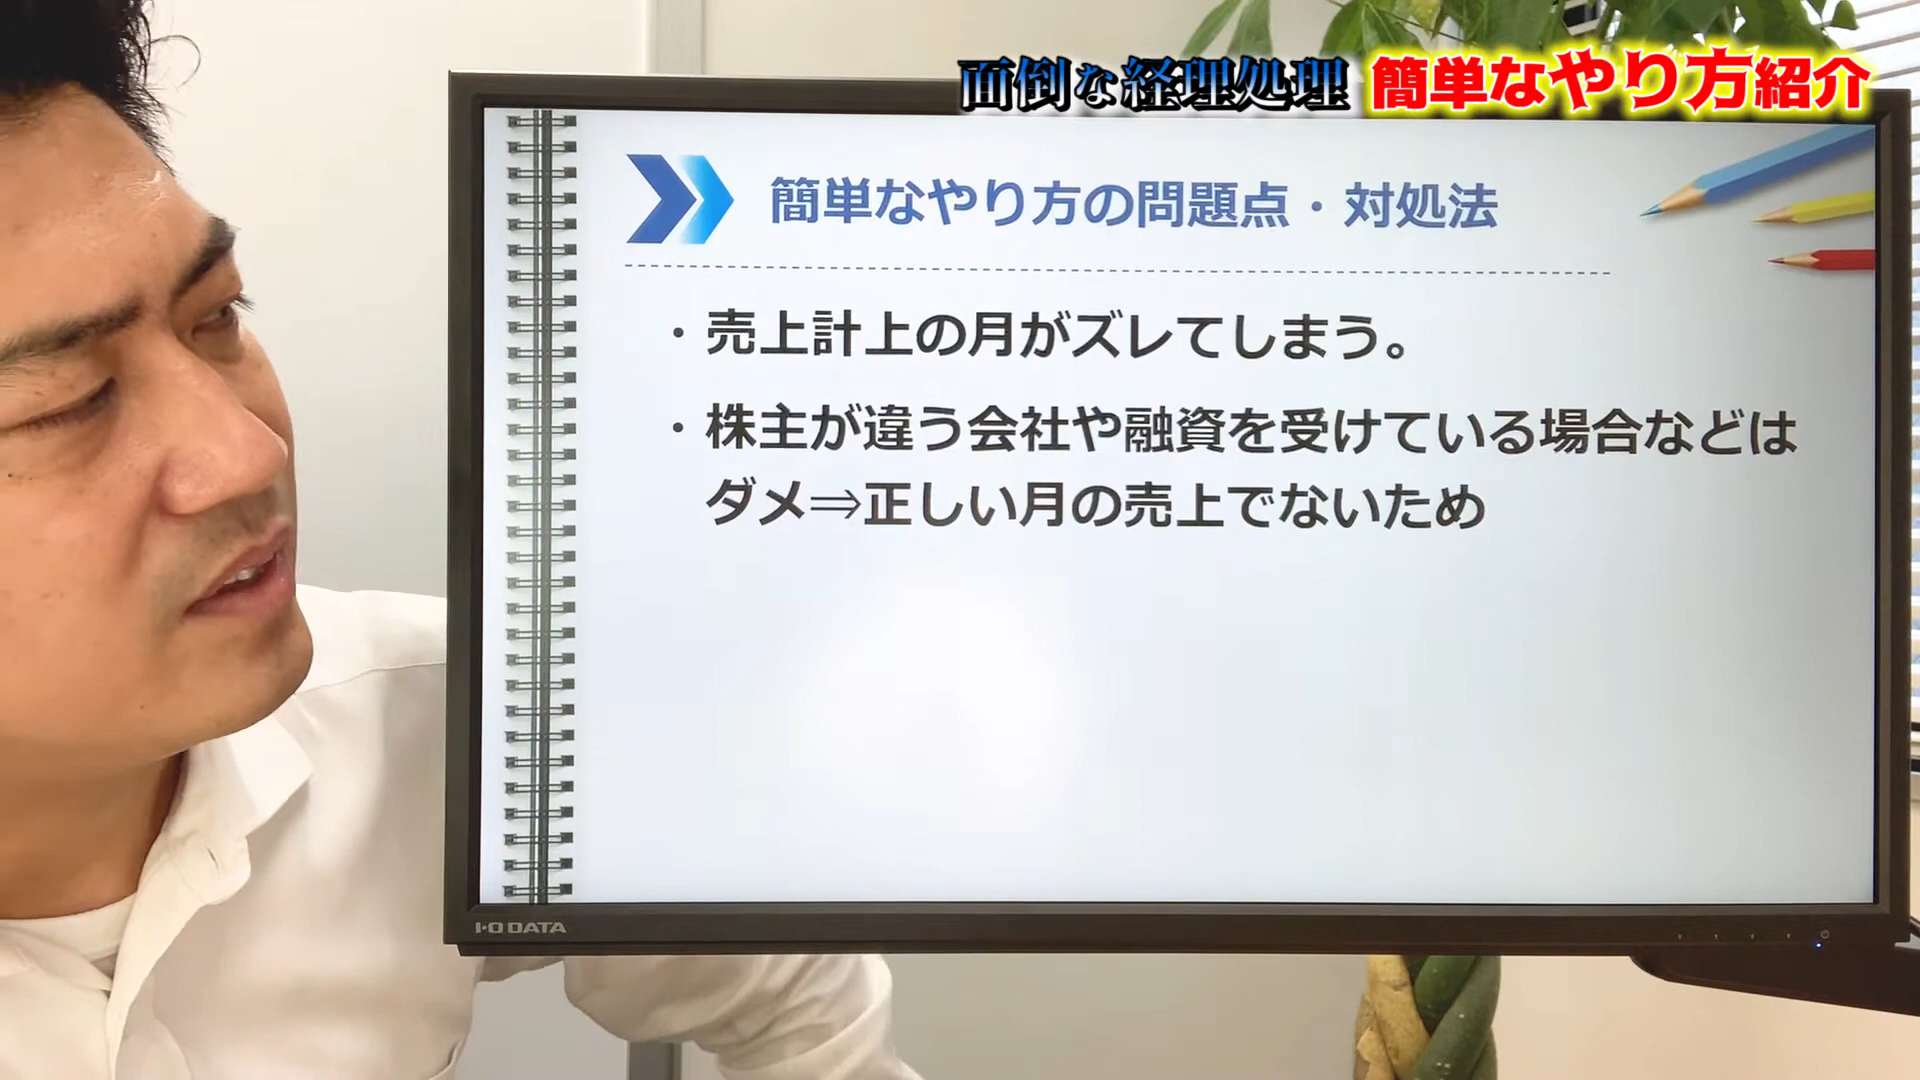 面倒な経理処理 簡単なやり方紹介
簡単なやり方の問題点・対処法
・売上計上の月がズレてしまう。
・株主が違う会社や融資を受けている場合などは
ダメ⇒正しい月の売上でないため
I-O DATA